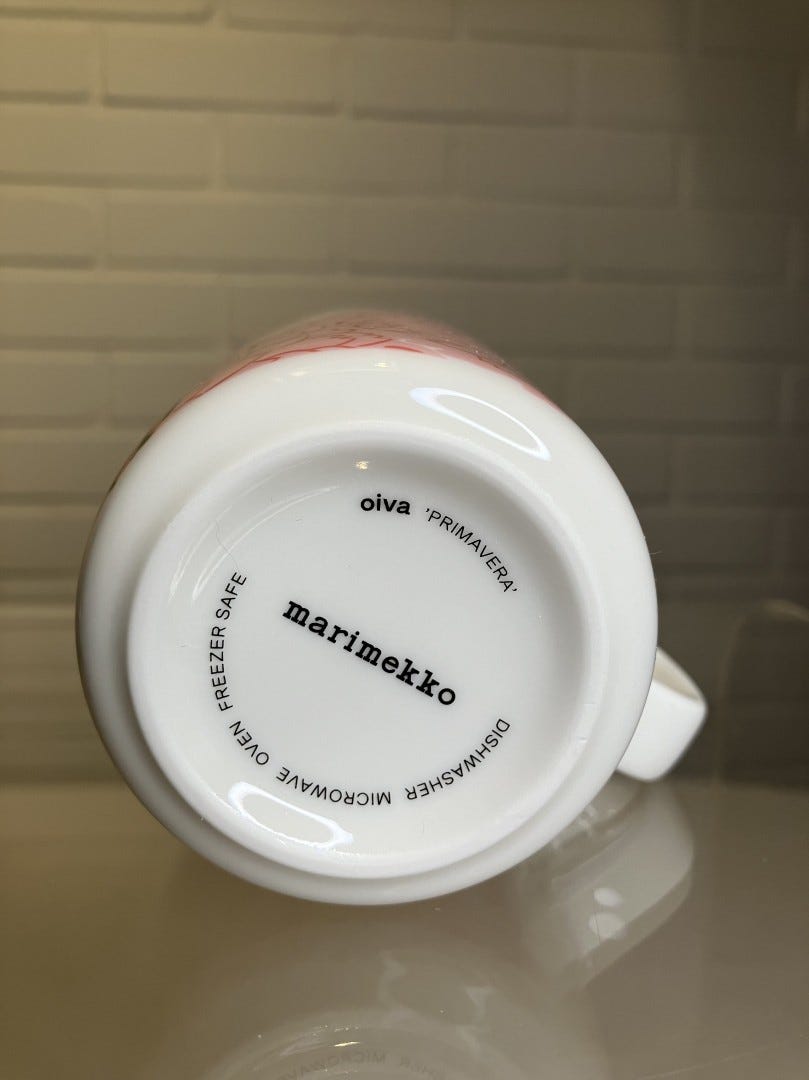 oiva ’PRIMAVERA’
marimekko
DISHWASHER MICROWAVE OVEN FREEZER SAFE